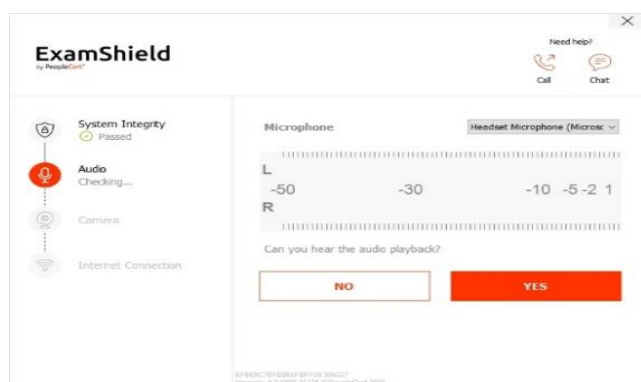 ExamShield
by PeopleCert
Need help?
Call
Chat
System Integrity
Passed
Audio
Checking...
Camera
Internet Connection
Microphone
Headset Microphone (Microsc
L
-50 -30 -10 -5 -2 1
R
Can you hear the audio playback?
NO
YES